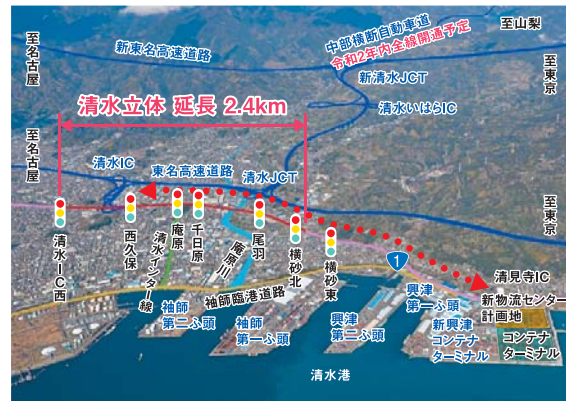 至山梨
中部横断自動車道
令和2年内全線開通予定
至名古屋
新東名高速道路
至東京
新清水JCT
清水いはらIC
清水立体 延長 2.4km
至名古屋
清水IC
東名高速道路
清水JCT
至東京
清水IC西
西久保
庵原
千日原
尾羽
横砂北
横砂東
清水インター線
庵原川
1
清見寺IC
袖師臨港道路
新物流センター
計画地
袖師
第二ふ頭
袖師
第一ふ頭
興津
第二ふ頭
興津
第一ふ頭
新興津
コンテナ
ターミナル
コンテナ
ターミナル
清水港